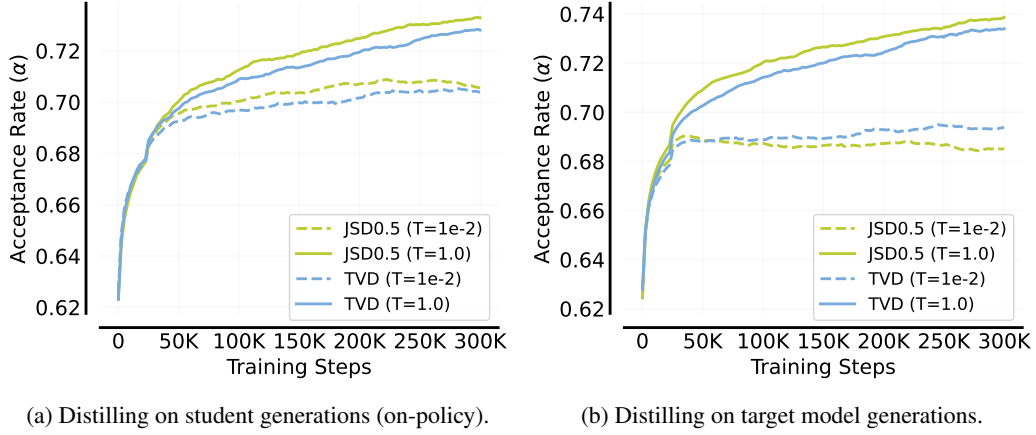 Acceptance Rate (α)
0.72
0.70
0.68
0.66
0.64
0.62
JSD0.5 (T=1e-2)
JSD0.5 (T=1.0)
TVD (T=1e-2)
TVD (T=1.0)
0 50K 100K 150K 200K 250K 300K
Training Steps
(a) Distilling on student generations (on-policy).
Acceptance Rate (α)
0.74
0.72
0.70
0.68
0.66
0.64
0.62
JSD0.5 (T=1e-2)
JSD0.5 (T=1.0)
TVD (T=1e-2)
TVD (T=1.0)
0 50K 100K 150K 200K 250K 300K
Training Steps
(b) Distilling on target model generations.